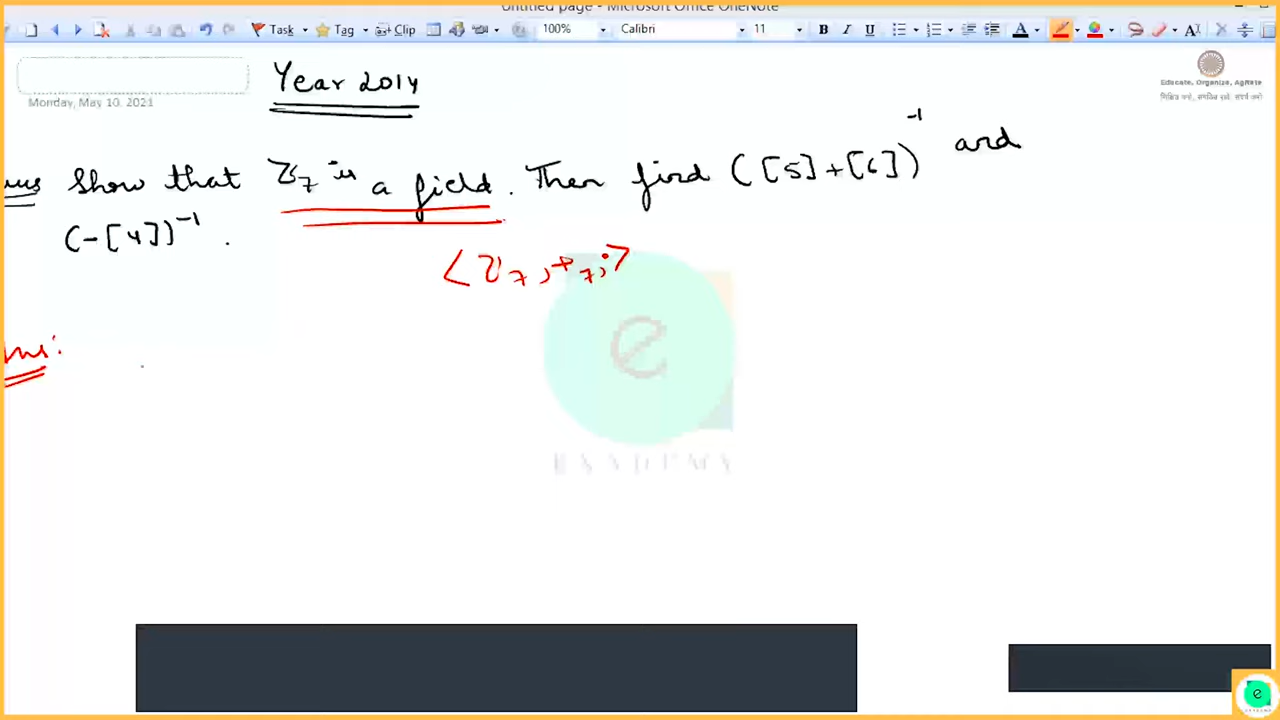 Untitled page - Microsoft Office OneNote
Task Tag Clip 100% Calibri 11 B I U
Year 2014
Monday, May 10, 2021
Educate, Organize, Agitate
Show that Z₇ is a field. Then find ([5]+[6])⁻¹ and
(-[4])⁻¹.
<Z₇, +₇, ·>
e
e